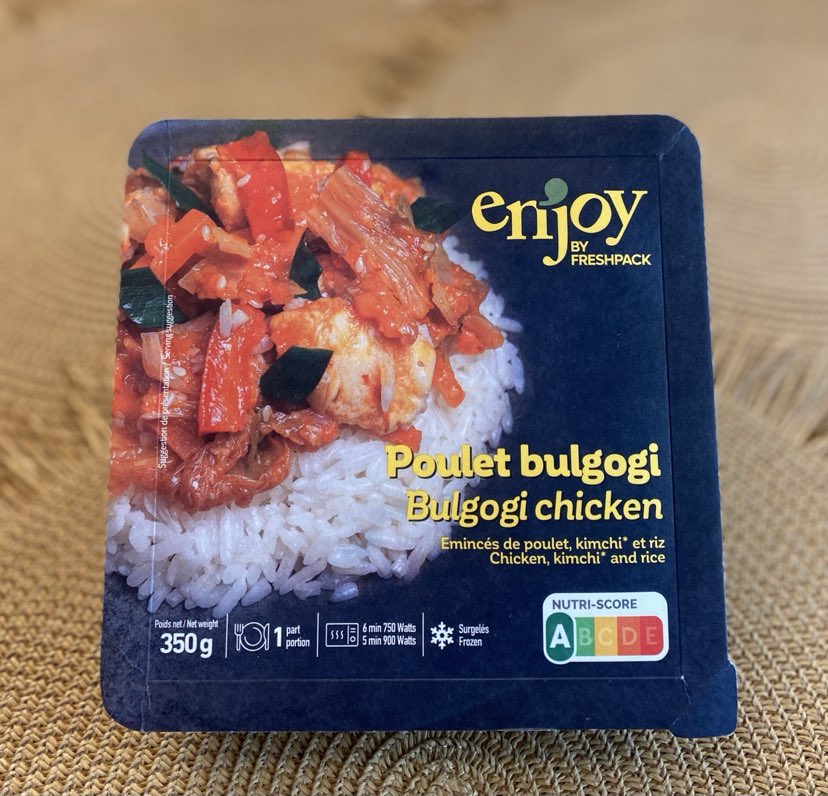 enjoy
BY
FRESHPACK
Suggestion de présentation / Serving suggestion
Poulet bulgogi
Bulgogi chicken
Emincés de poulet, kimchi* et riz
Chicken, kimchi* and rice
Poids net / Net weight
350g
1 part
portion
6 min 750 Watts
5 min 900 Watts
Surgelés
Frozen
NUTRI-SCORE
A B C D E